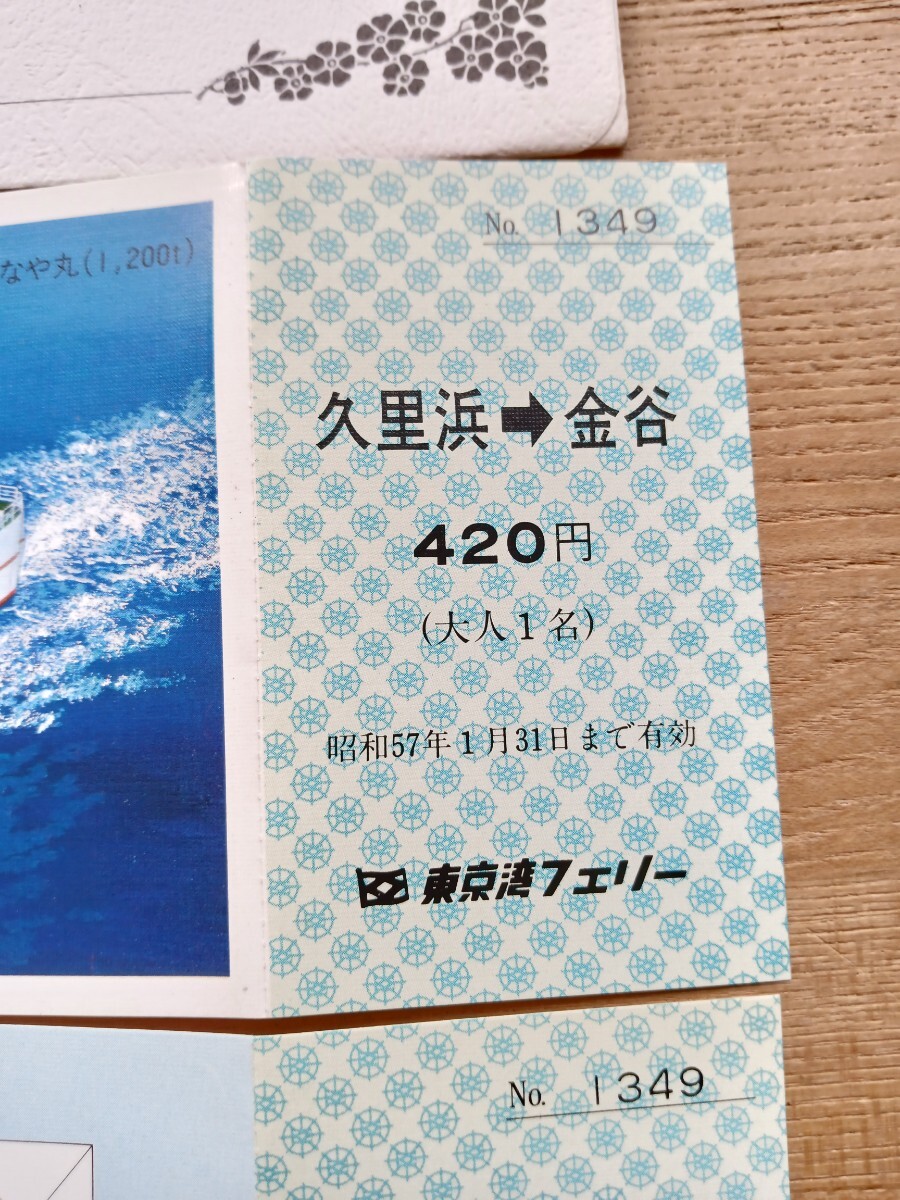 なや丸(1,200t)
No. 1349
久里浜➡金谷
420円
(大人1名)
昭和57年1月31日まで有効
東京湾フェリー
No. 1349